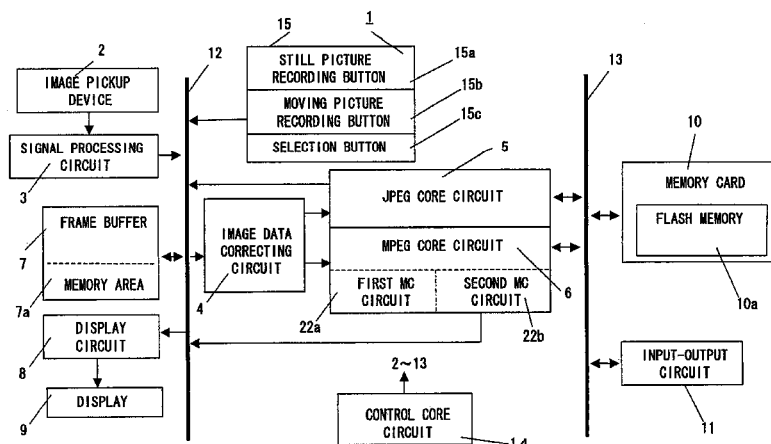 2
IMAGE PICKUP
DEVICE
SIGNAL PROCESSING
CIRCUIT
3
12
15
1
STILL PICTURE
RECORDING BUTTON
15a
MOVING PICTURE
RECORDING BUTTON
15b
SELECTION BUTTON
15c
13
5
JPEG CORE CIRCUIT
MPEG CORE CIRCUIT
6
FIRST MC
CIRCUIT
22a
SECOND MC
CIRCUIT
22b
10
MEMORY CARD
FLASH MEMORY
10a
FRAME BUFFER
7
MEMORY AREA
7a
IMAGE DATA
CORRECTING
CIRCUIT
4
DISPLAY
CIRCUIT
8
DISPLAY
9
2~13
CONTROL CORE
CIRCUIT
14
INPUT-OUTPUT
CIRCUIT
11